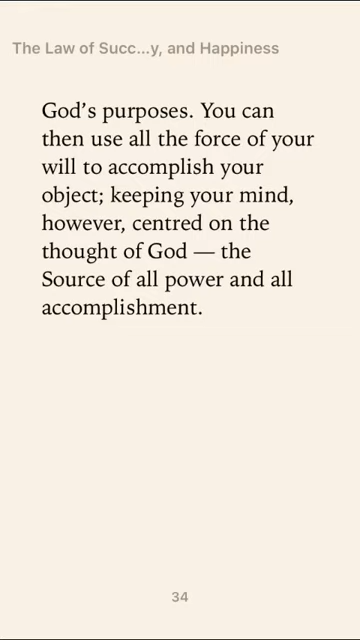 The Law of Succ...y, and Happiness
God's purposes. You can
then use all the force of your
will to accomplish your
object; keeping your mind,
however, centred on the
thought of God — the
Source of all power and all
accomplishment.
34